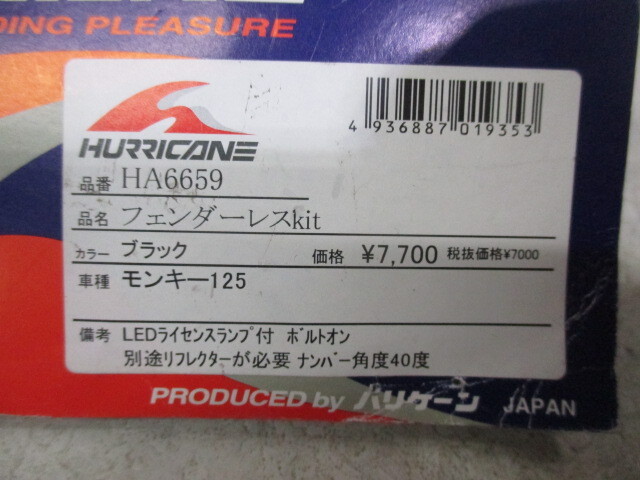 DING PLEASURE
HURRICANE
4 936887 019353
品番 HA6659
品名 フェンダーレスkit
カラー ブラック 価格 ¥7,700 税抜価格¥7000
車種 モンキー125
備考 LEDライセンスランプ付 ボルトオン
別途リフレクターが必要 ナンバー角度40度
PRODUCED by ハリケーン JAPAN